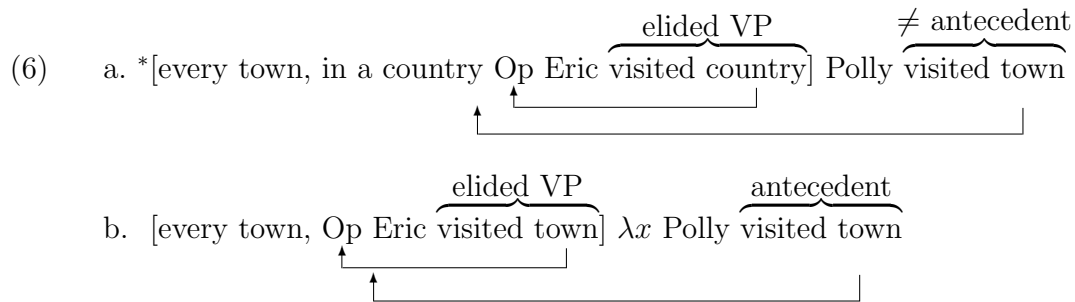 elided VP ≠ antecedent
(6) a. *[every town, in a country Op Eric visited country] Polly visited town
elided VP antecedent
b. [every town, Op Eric visited town] λx Polly visited town